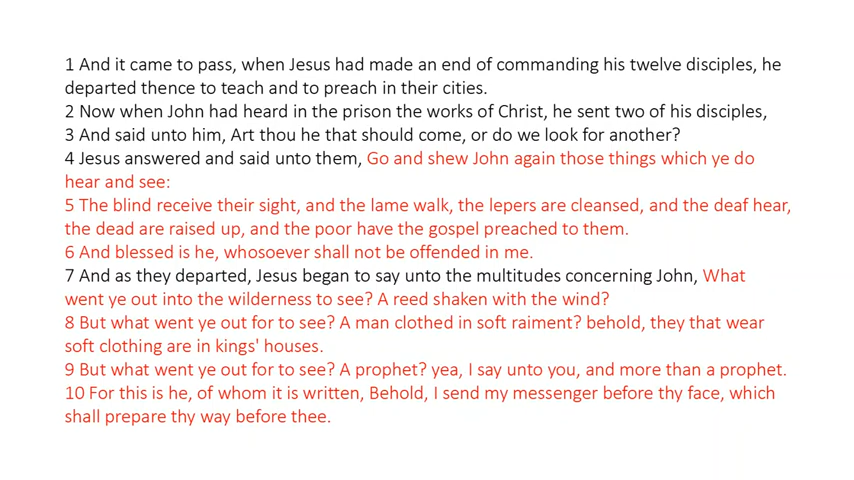 1 And it came to pass, when Jesus had made an end of commanding his twelve disciples, he
departed thence to teach and to preach in their cities.
2 Now when John had heard in the prison the works of Christ, he sent two of his disciples,
3 And said unto him, Art thou he that should come, or do we look for another?
4 Jesus answered and said unto them, Go and shew John again those things which ye do
hear and see:
5 The blind receive their sight, and the lame walk, the lepers are cleansed, and the deaf hear,
the dead are raised up, and the poor have the gospel preached to them.
6 And blessed is he, whosoever shall not be offended in me.
7 And as they departed, Jesus began to say unto the multitudes concerning John, What
went ye out into the wilderness to see? A reed shaken with the wind?
8 But what went ye out for to see? A man clothed in soft raiment? behold, they that wear
soft clothing are in kings' houses.
9 But what went ye out for to see? A prophet? yea, I say unto you, and more than a prophet.
10 For this is he, of whom it is written, Behold, I send my messenger before thy face, which
shall prepare thy way before thee.